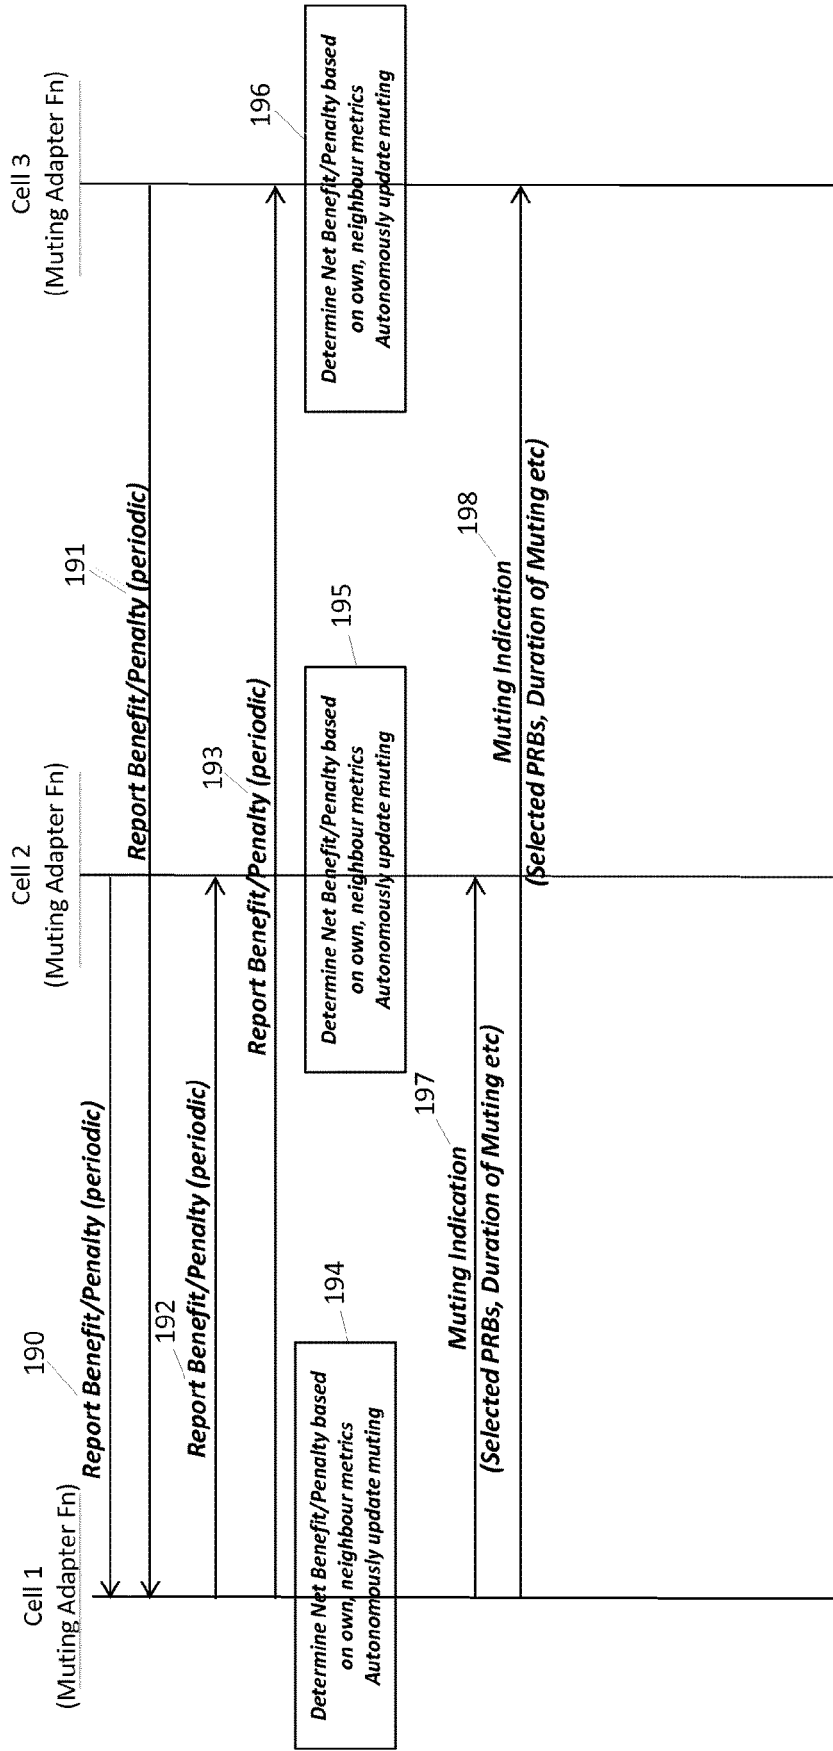 Cell 1
(Muting Adapter Fn)
Cell 2
(Muting Adapter Fn)
Cell 3
(Muting Adapter Fn)
190
Report Benefit/Penalty (periodic)
191
Report Benefit/Penalty (periodic)
192
Report Benefit/Penalty (periodic)
193
Report Benefit/Penalty (periodic)
194
Determine Net Benefit/Penalty based
on own, neighbour metrics
Autonomously update muting
195
Determine Net Benefit/Penalty based
on own, neighbour metrics
Autonomously update muting
196
Determine Net Benefit/Penalty based
on own, neighbour metrics
Autonomously update muting
197
Muting Indication
(Selected PRBs, Duration of Muting etc)
198
Muting Indication
(Selected PRBs, Duration of Muting etc)